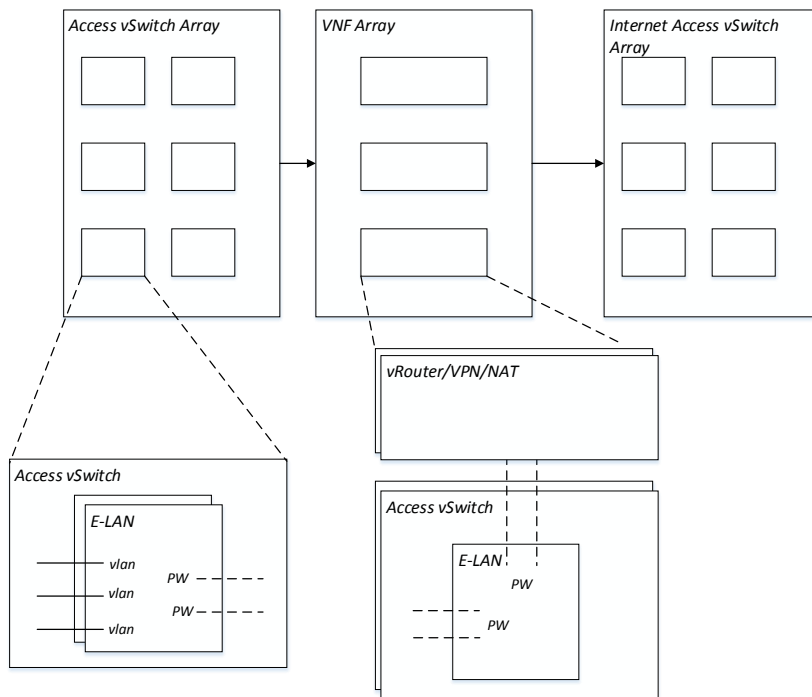 Access vSwitch Array
VNF Array
Internet Access vSwitch
Array
vRouter/VPN/NAT
Access vSwitch
E-LAN
vlan
PW
vlan
PW
vlan
Access vSwitch
E-LAN
PW
PW